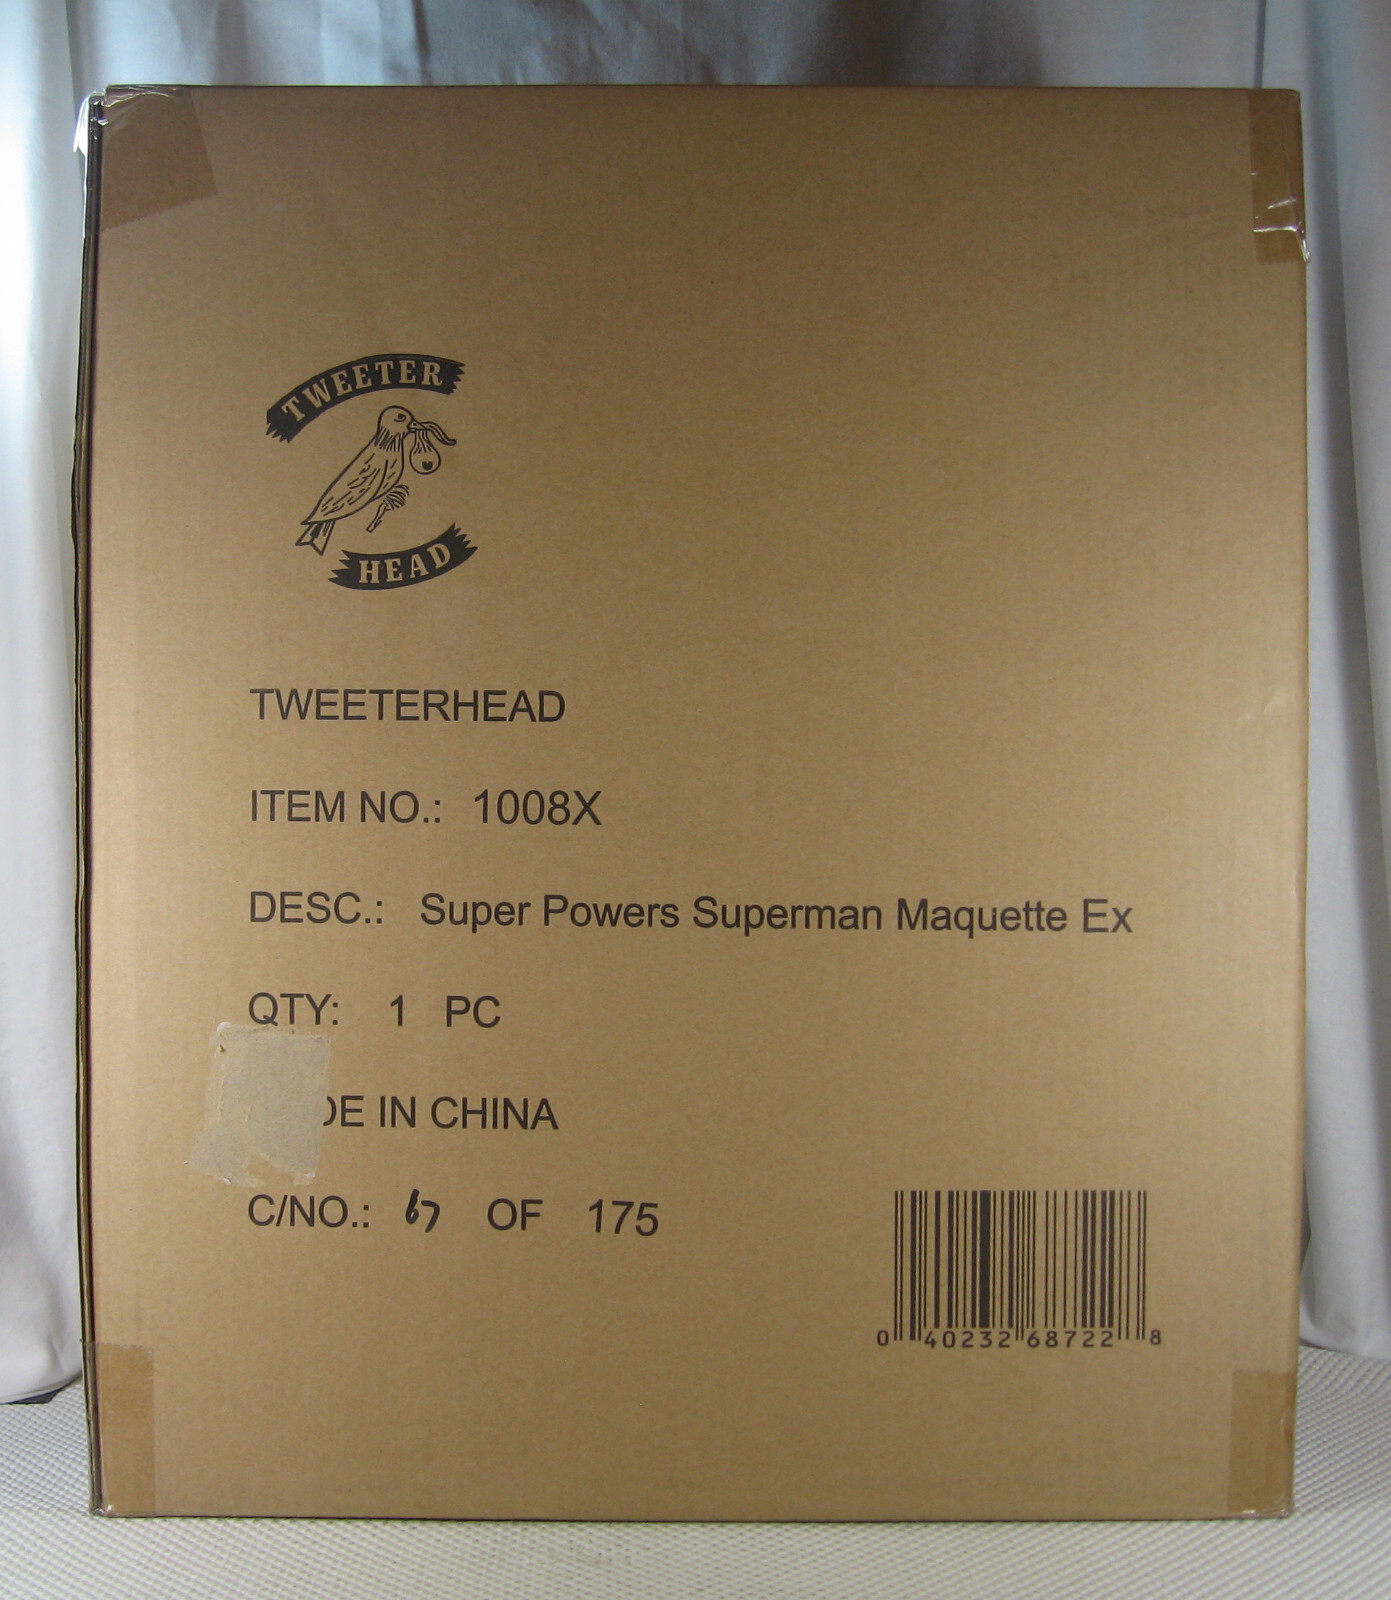 TWEETER
HEAD
TWEETERHEAD
ITEM NO.: 1008X
DESC.: Super Powers Superman Maquette Ex
QTY: 1 PC
DE IN CHINA
C/NO.: 67 OF 175
0 40232 68722 8